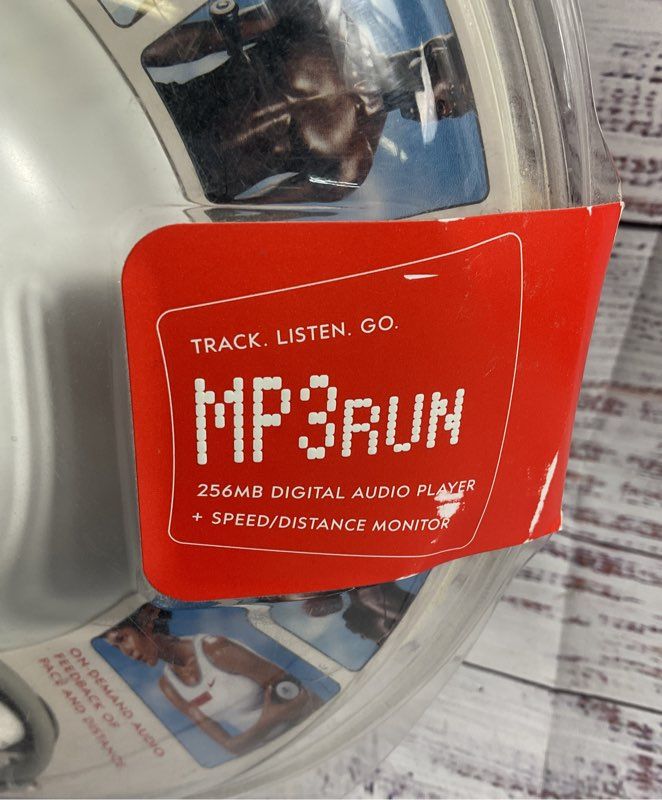 TRACK. LISTEN. GO.
MP3RUN
256MB DIGITAL AUDIO PLAYER
+ SPEED/DISTANCE MONITOR
ON-DEMAND AUDIO
FEEDBACK OF
PACE AND DISTANCE